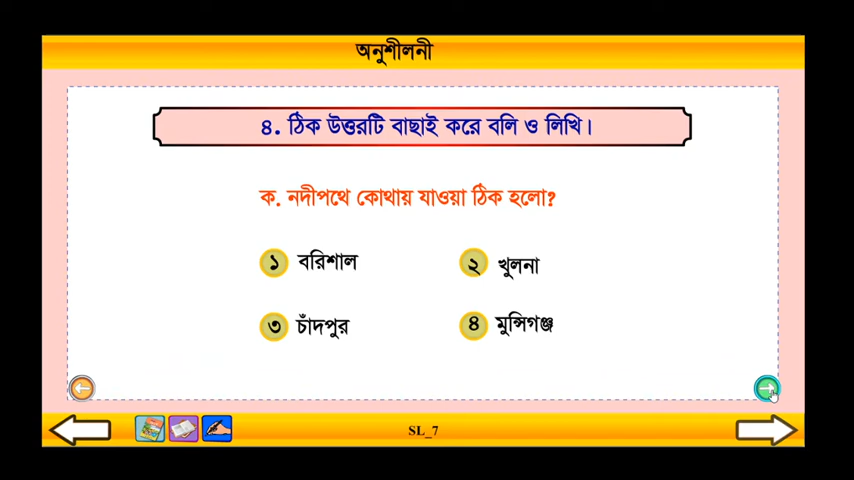 অনুশীলনী
৪. ঠিক উত্তরটি বাছাই করে বলি ও লিখি।
ক. নদীপথে কোথায় যাওয়া ঠিক হলো?
১ বরিশাল
২ খুলনা
৩ চাঁদপুর
৪ মুন্সিগঞ্জ
SL_7